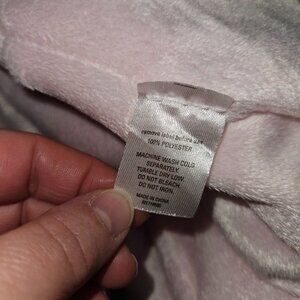 remove label before use
100% POLYESTER
MACHINE WASH COLD
SEPARATELY.
TUMBLE DRY LOW.
DO NOT BLEACH.
DO NOT IRON.
MADE IN CHINA